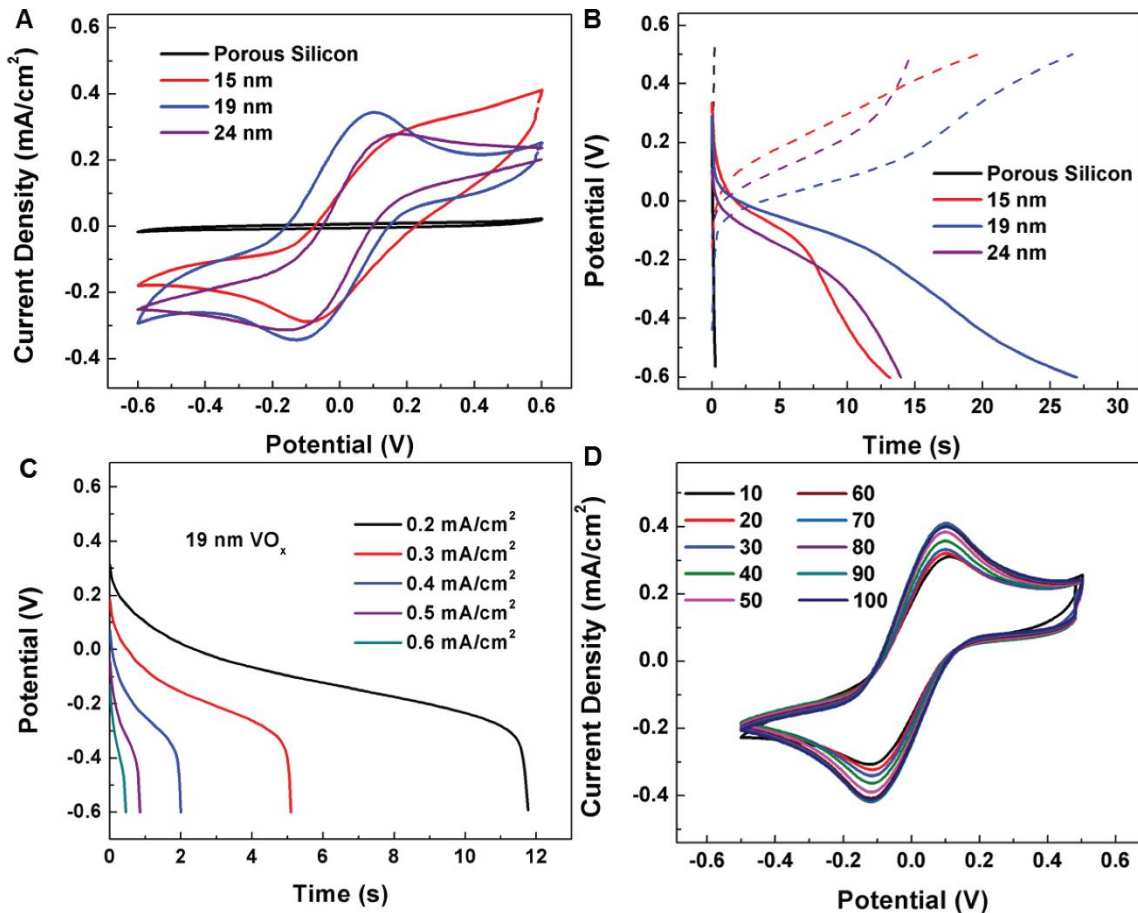 A
Current Density (mA/cm²)
0.6
0.4
0.2
0.0
-0.2
-0.4
Porous Silicon
15 nm
19 nm
24 nm
-0.6 -0.4 -0.2 0.0 0.2 0.4 0.6
Potential (V)
B
Potential (V)
0.6
0.4
0.2
0.0
-0.2
-0.4
-0.6
Porous Silicon
15 nm
19 nm
24 nm
0 5 10 15 20 25 30
Time (s)
C
Potential (V)
0.6
0.4
0.2
0.0
-0.2
-0.4
-0.6
19 nm VOₓ
0.2 mA/cm²
0.3 mA/cm²
0.4 mA/cm²
0.5 mA/cm²
0.6 mA/cm²
0 2 4 6 8 10 12
Time (s)
D
Current Density (mA/cm²)
0.4
0.2
0.0
-0.2
-0.4
10 60
20 70
30 80
40 90
50 100
-0.6 -0.4 -0.2 0.0 0.2 0.4 0.6
Potential (V)